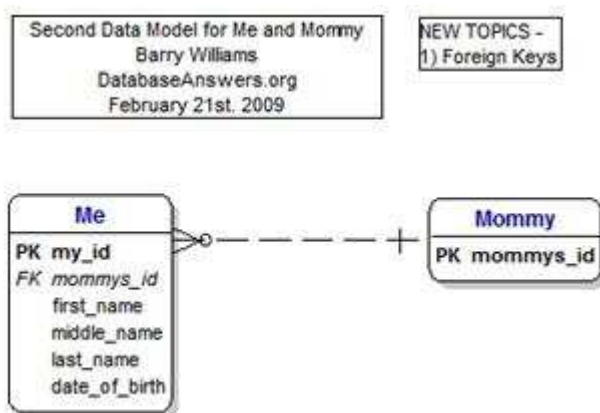 Second Data Model for Me and Mommy
Barry Williams
DatabaseAnswers.org
February 21st. 2009
NEW TOPICS -
1) Foreign Keys
Me
PK my_id
FK mommys_id
first_name
middle_name
last_name
date_of_birth
Mommy
PK mommys_id